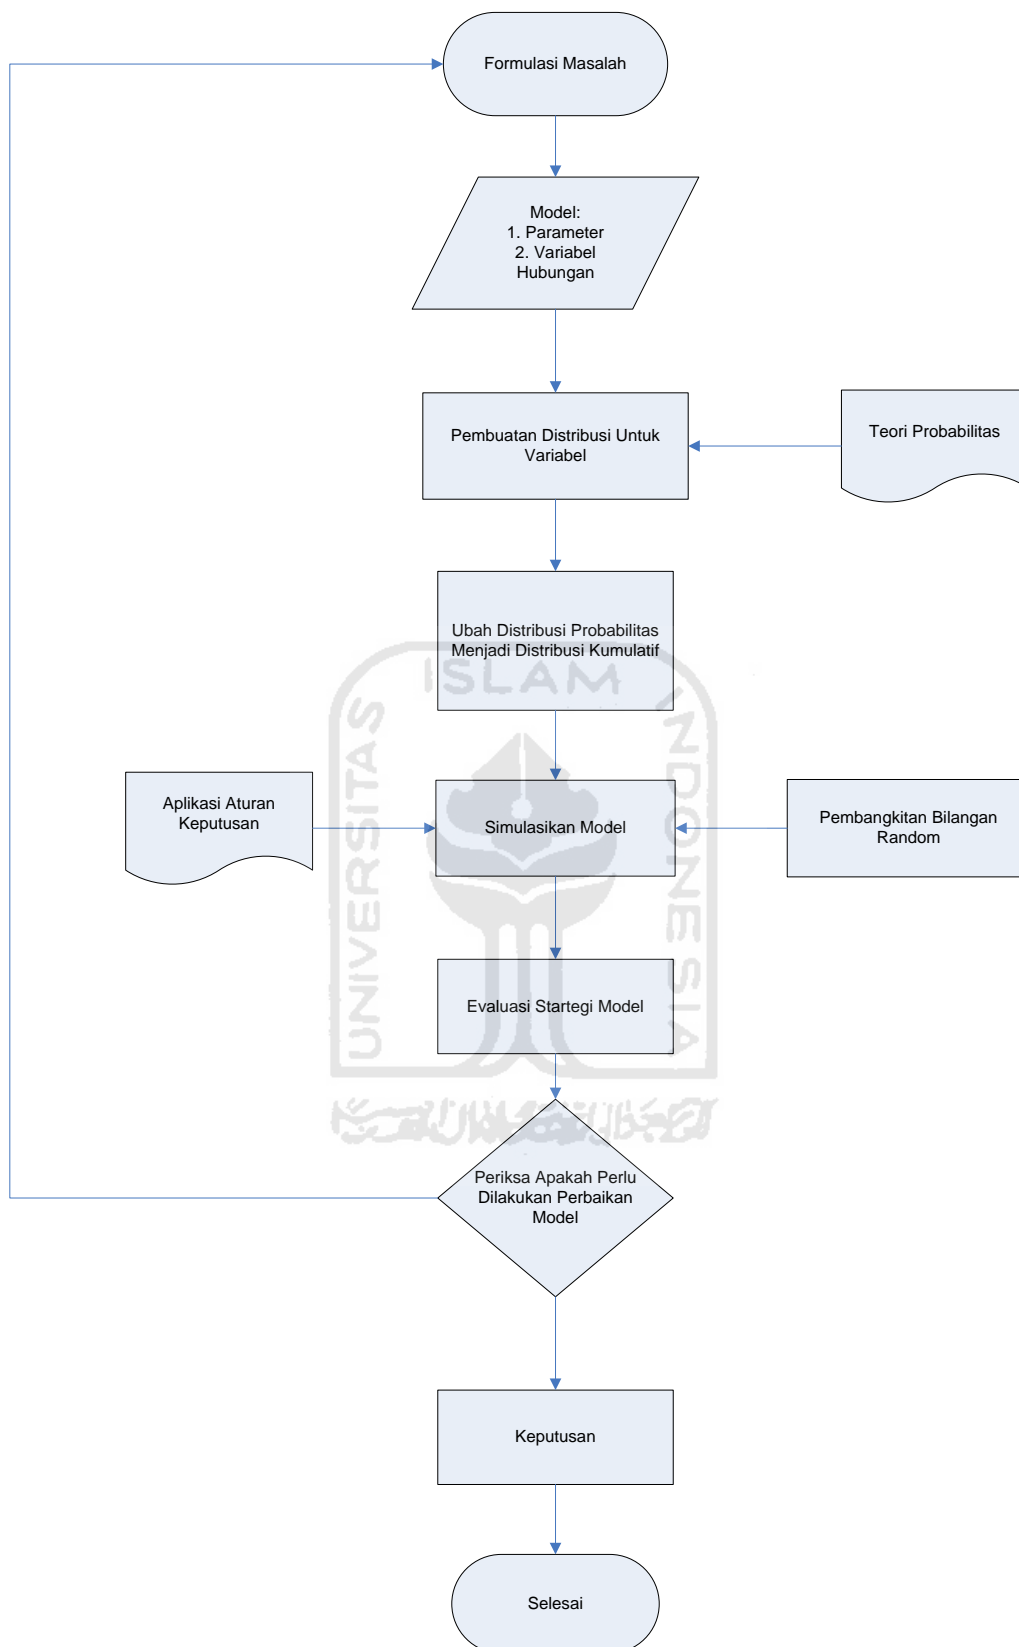 Formulasi Masalah
Model:
1. Parameter
2. Variabel
Hubungan
Pembuatan Distribusi Untuk
Variabel
Teori Probabilitas
Ubah Distribusi Probabilitas
Menjadi Distribusi Kumulatif
ISLAM
UNIVERSITAS
INDONESIA
Aplikasi Aturan
Keputusan
Simulasikan Model
Pembangkitan Bilangan
Random
Evaluasi Startegi Model
Periksa Apakah Perlu
Dilakukan Perbaikan
Model
Keputusan
Selesai